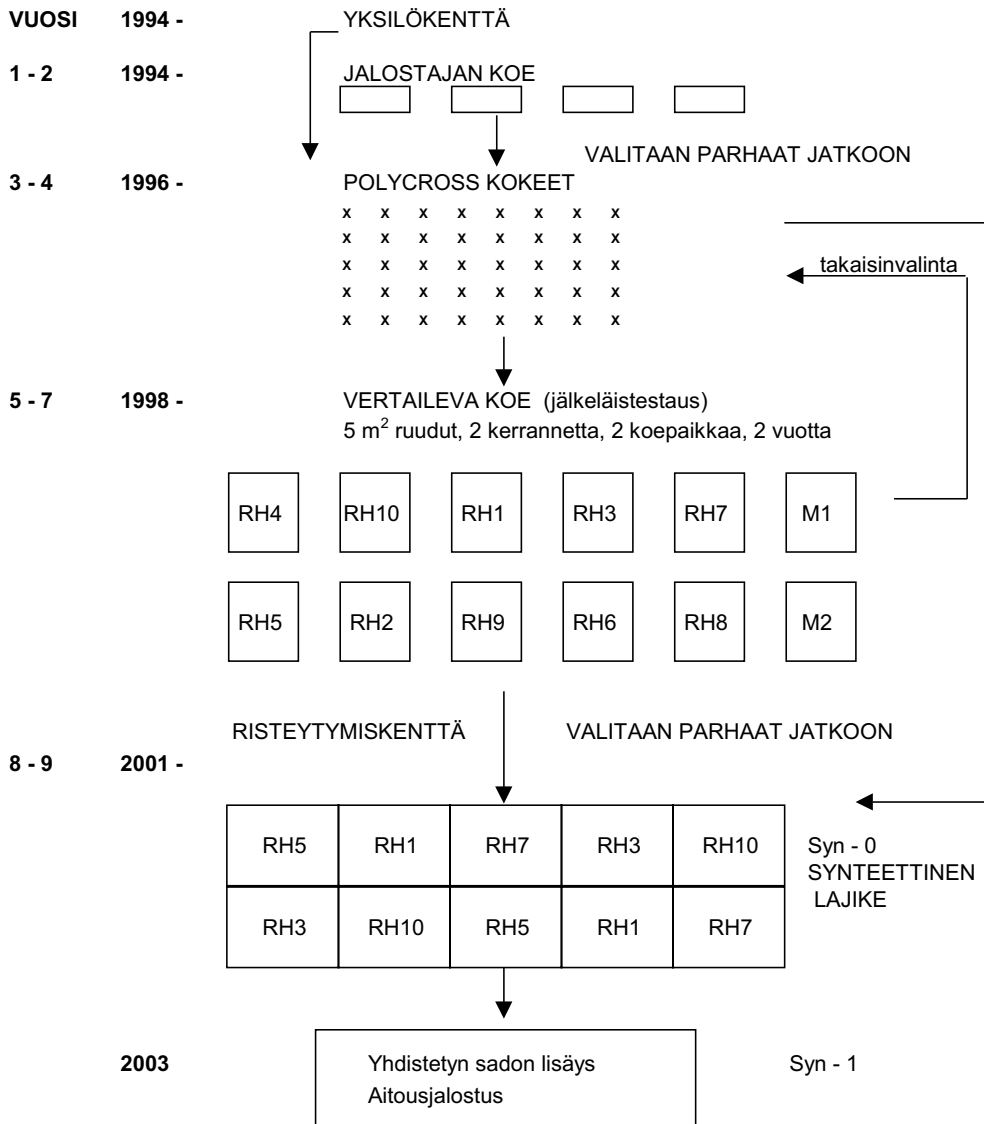 VUOSI 1994 - YKSILÖKENTTÄ
1 - 2 1994 - JALOSTAJAN KOE
VALITAAN PARHAAT JATKOON
3 - 4 1996 - POLYCROSS KOKEET
x x x x x x x x
x x x x x x x x
takaisinvalinta
x x x x x x x x
x x x x x x x x
x x x x x x x x
5 - 7 1998 - VERTAILEVA KOE (jälkeläistestaus)
5 m² ruudut, 2 kerrannetta, 2 koepaikkaa, 2 vuotta
RH4 RH10 RH1 RH3 RH7 M1
RH5 RH2 RH9 RH6 RH8 M2
RISTEYTYMISKENTTÄ VALITAAN PARHAAT JATKOON
8 - 9 2001 -
RH5 RH1 RH7 RH3 RH10 Syn - 0
SYNTEETTINEN
LAJIKE
RH3 RH10 RH5 RH1 RH7
2003 Yhdistetyn sadon lisäys Syn - 1
Aitousjalostus